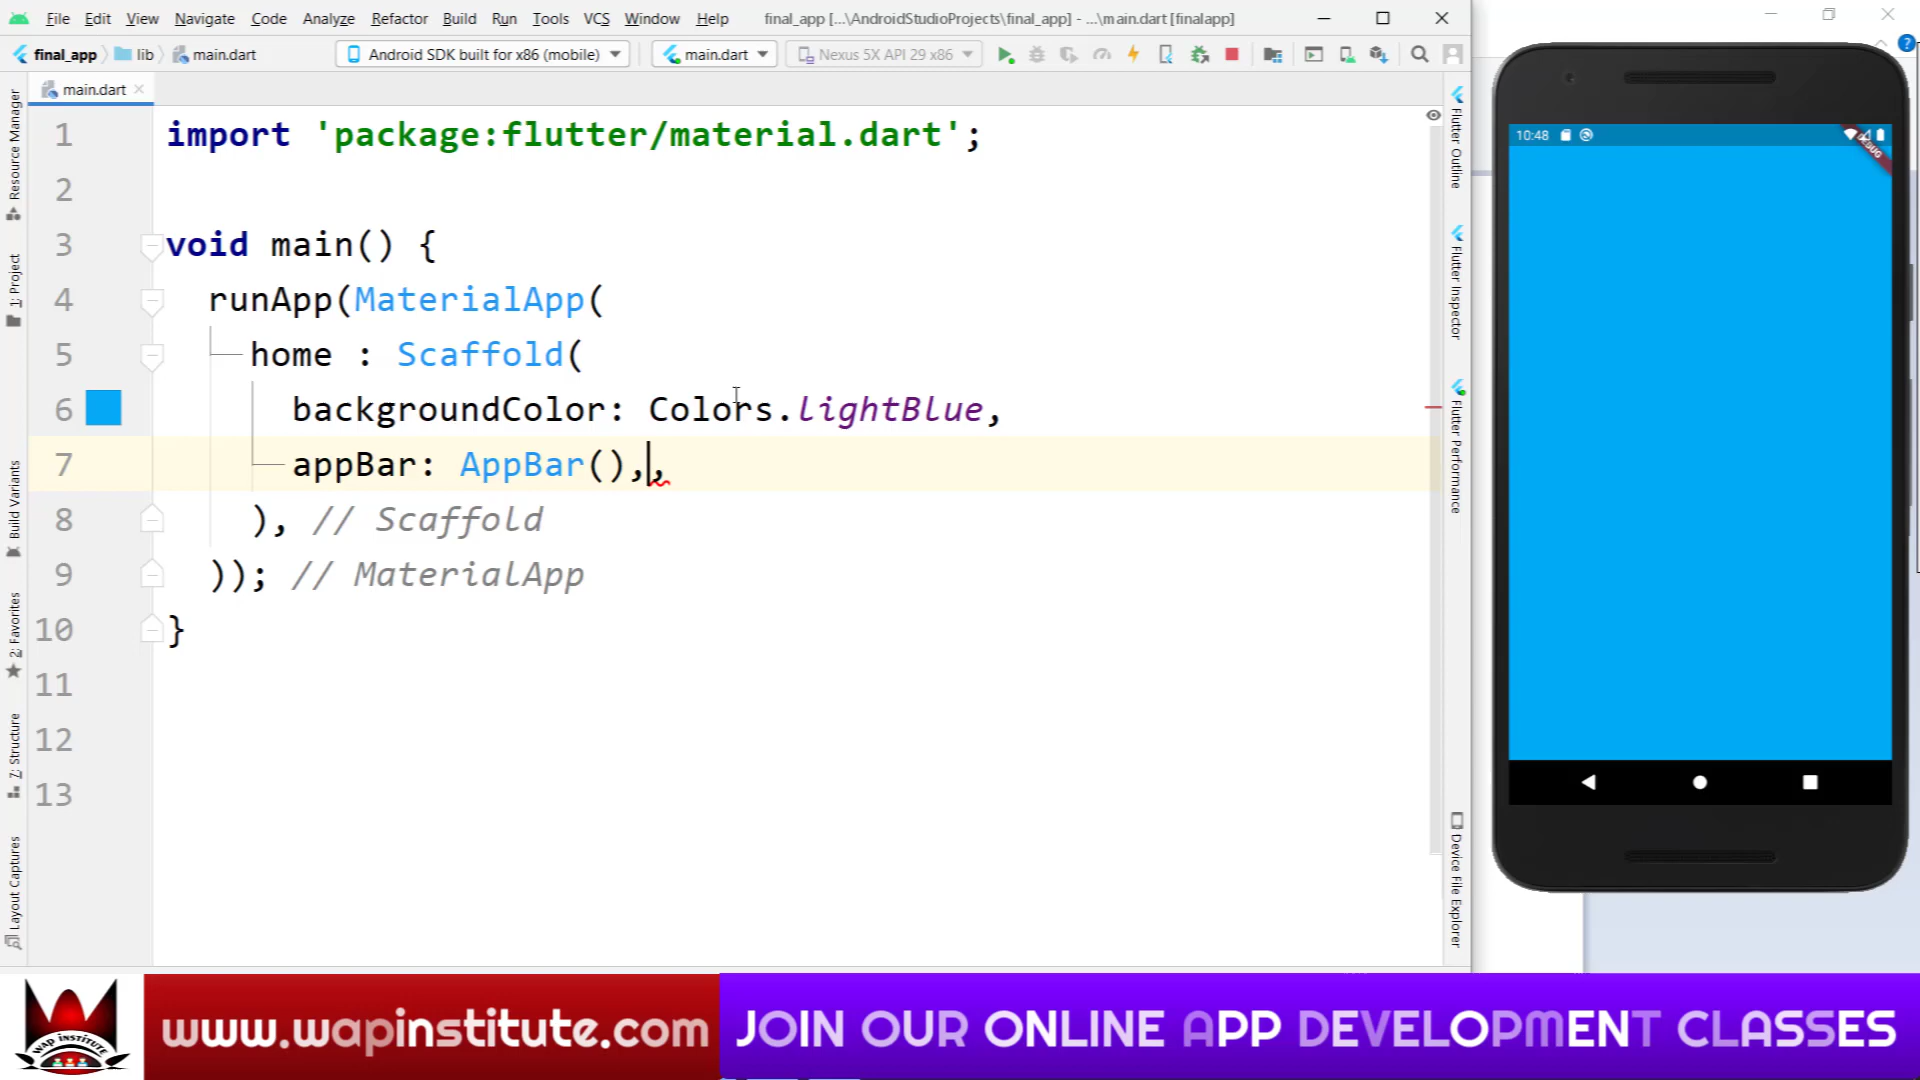 File Edit View Navigate Code Analyze Refactor Build Run Tools VCS Window Help final_app [...\AndroidStudioProjects\final_app] - ...\main.dart [finalapp]
final_app lib main.dart Android SDK built for x86 (mobile) main.dart Nexus 5X API 29 x86
main.dart
1 import 'package:flutter/material.dart';
2
3 void main() {
4 runApp(MaterialApp(
5 home : Scaffold(
6 backgroundColor: Colors.lightBlue,
7 appBar: AppBar(),,
8 ), // Scaffold
9 )); // MaterialApp
10 }
11
12
13
Resource Manager
1: Project
Build Variants
2: Favorites
7: Structure
Layout Captures
Flutter Outline
Flutter Inspector
Flutter Performance
Device File Explorer
10:48
DEBUG
WAP INSTITUTE
www.wapinstitute.com
JOIN OUR ONLINE APP DEVELOPMENT CLASSES